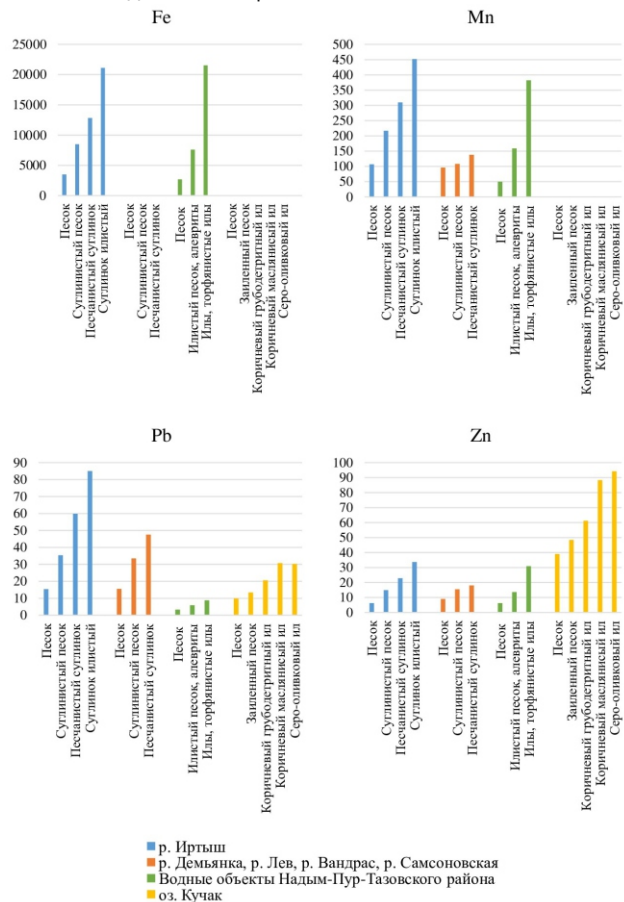 Fe
25000
20000
15000
10000
5000
0
Песок
Суглинистый песок
Песчанистый суглинок
Суглинок илистый
Песок
Суглинистый песок
Песчанистый суглинок
Песок
Илистый песок, алевриты
Илы, торфянистые илы
Песок
Заиленный песок
Коричневый грубодетритный ил
Коричневый маслянисый ил
Серо-оливковый ил
Mn
500
450
400
350
300
250
200
150
100
50
0
Песок
Суглинистый песок
Песчанистый суглинок
Суглинок илистый
Песок
Суглинистый песок
Песчанистый суглинок
Песок
Илистый песок, алевриты
Илы, торфянистые илы
Песок
Заиленный песок
Коричневый грубодетритный ил
Коричневый маслянисый ил
Серо-оливковый ил
Pb
90
80
70
60
50
40
30
20
10
0
Песок
Суглинистый песок
Песчанистый суглинок
Суглинок илистый
Песок
Суглинистый песок
Песчанистый суглинок
Песок
Илистый песок, алевриты
Илы, торфянистые илы
Песок
Заиленный песок
Коричневый грубодетритный ил
Коричневый маслянисый ил
Серо-оливковый ил
Zn
100
90
80
70
60
50
40
30
20
10
0
Песок
Суглинистый песок
Песчанистый суглинок
Суглинок илистый
Песок
Суглинистый песок
Песчанистый суглинок
Песок
Илистый песок, алевриты
Илы, торфянистые илы
Песок
Заиленный песок
Коричневый грубодетритный ил
Коричневый маслянисый ил
Серо-оливковый ил
р. Иртыш
р. Демьянка, р. Лев, р. Вандрас, р. Самсоновская
Водные объекты Надым-Пур-Тазовского района
оз. Кучак